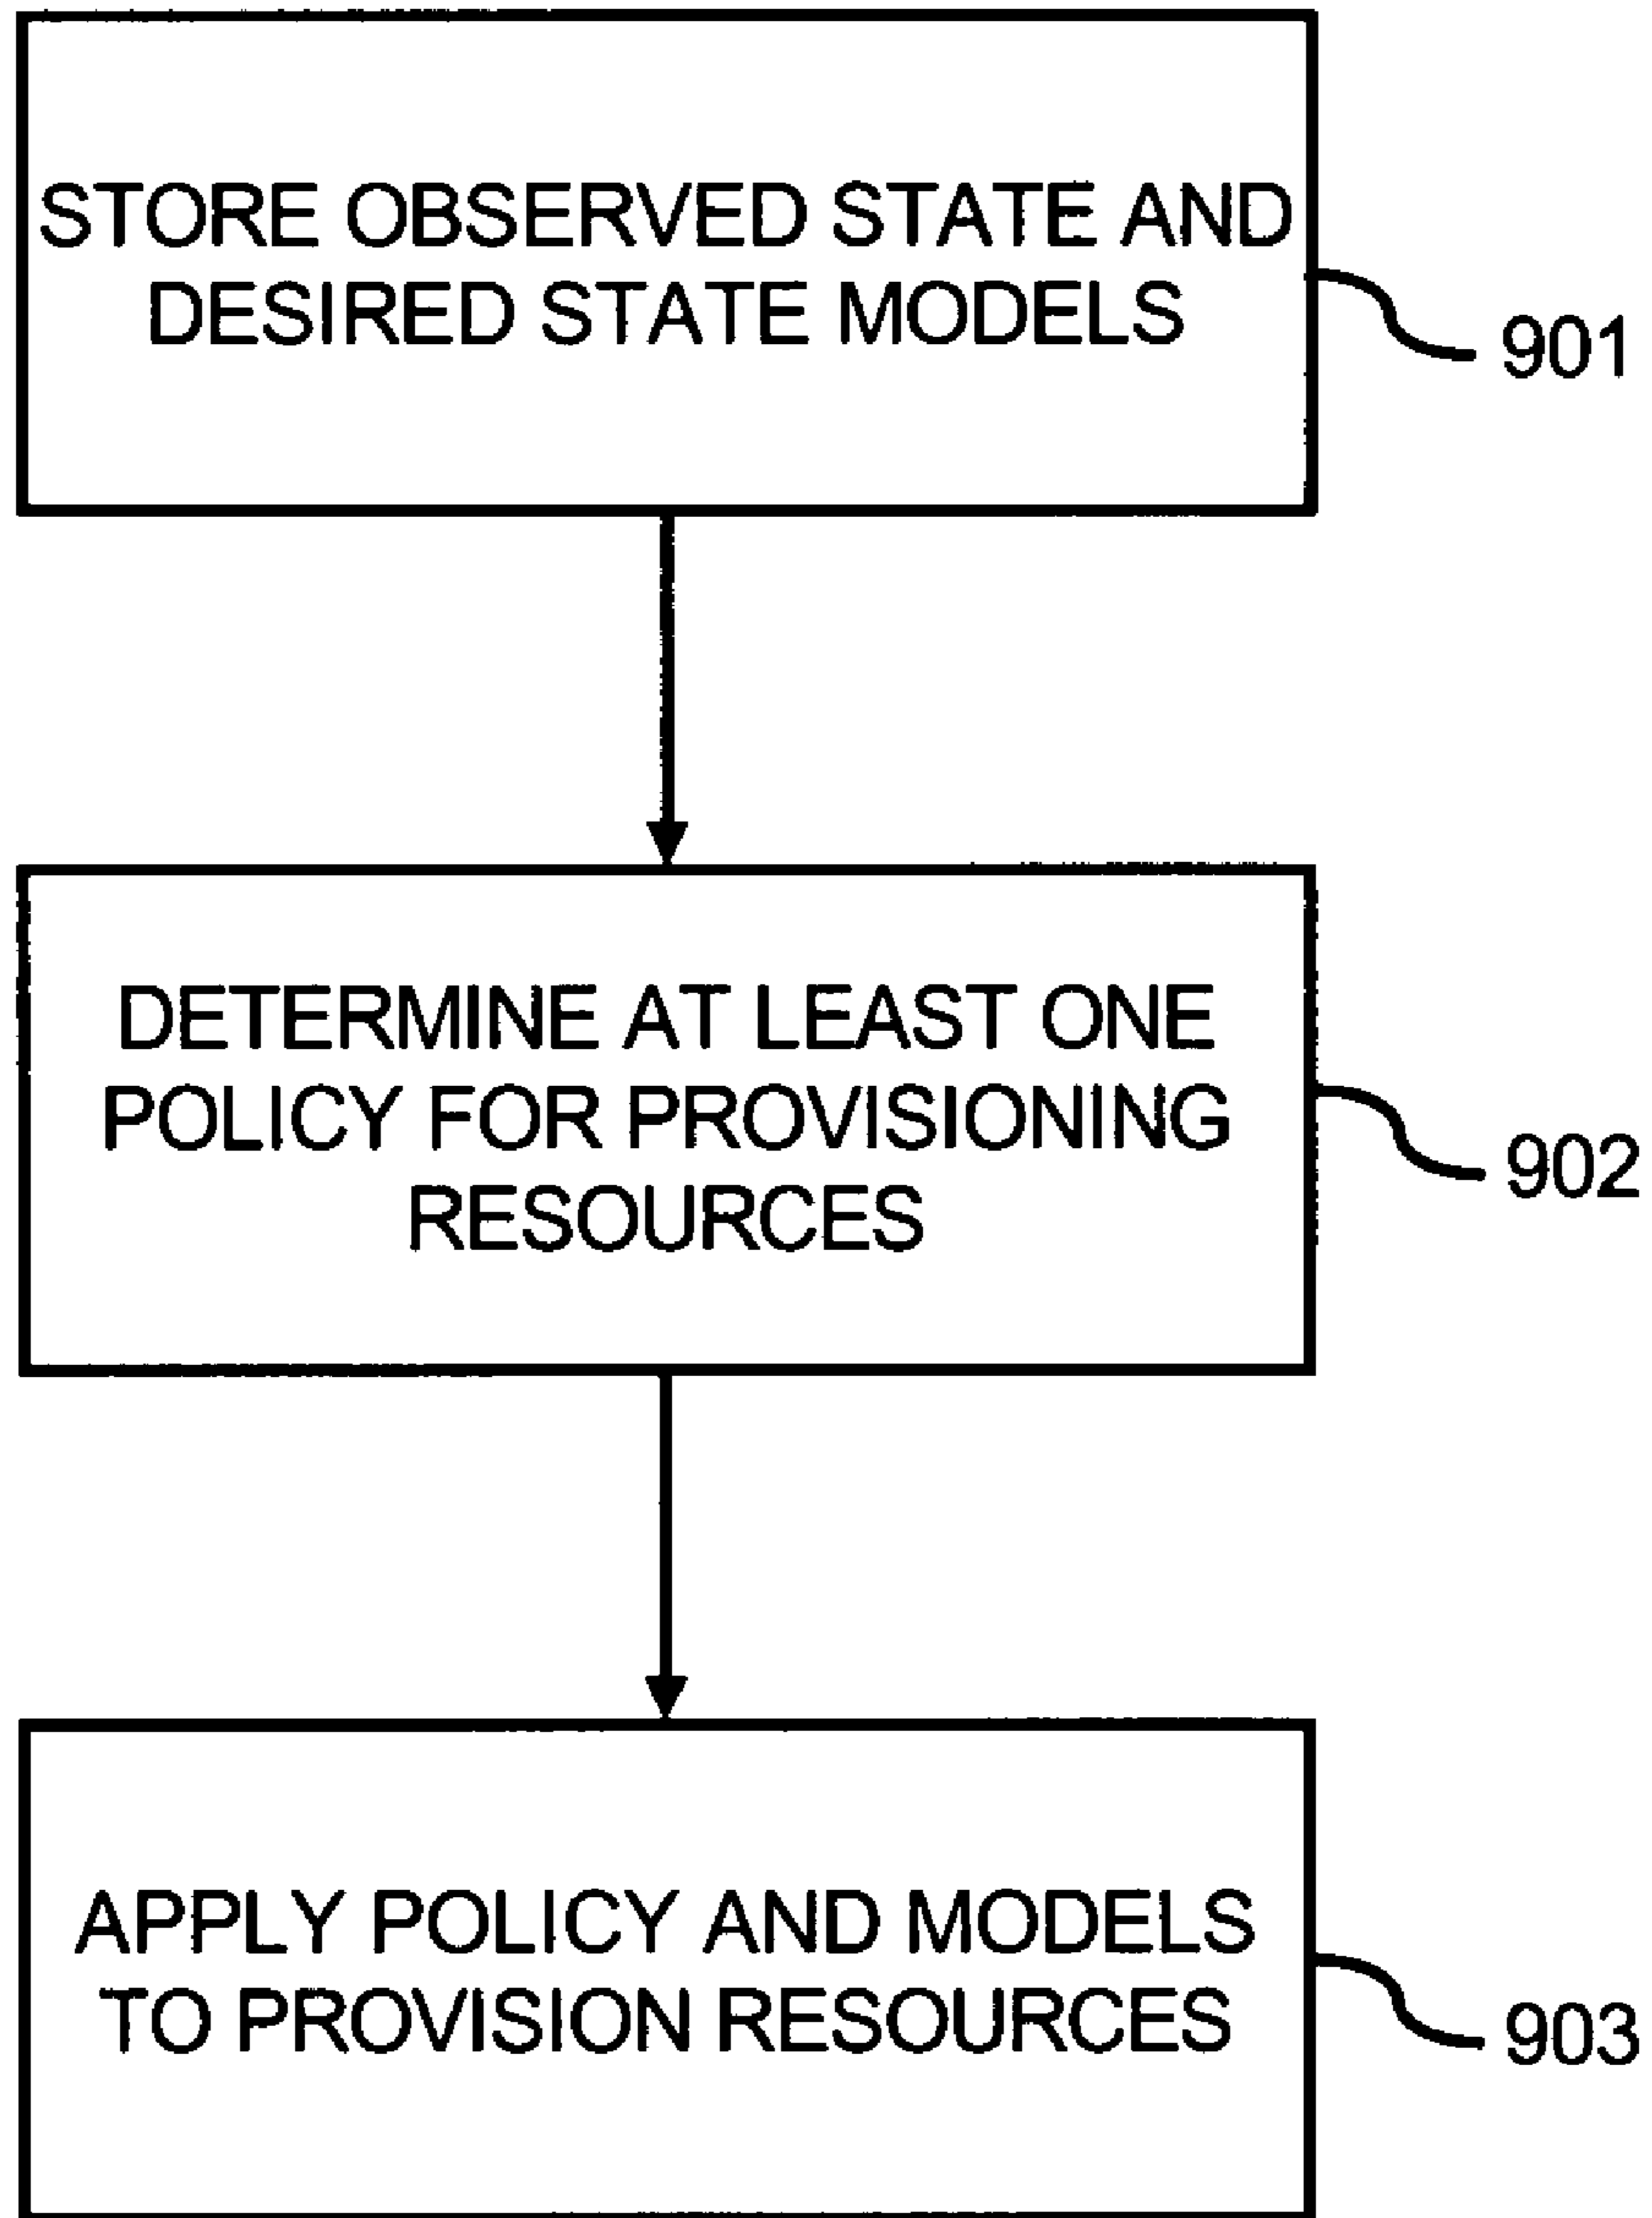 STORE OBSERVED STATE AND
DESIRED STATE MODELS
901
DETERMINE AT LEAST ONE
POLICY FOR PROVISIONING
RESOURCES
902
APPLY POLICY AND MODELS
TO PROVISION RESOURCES
903